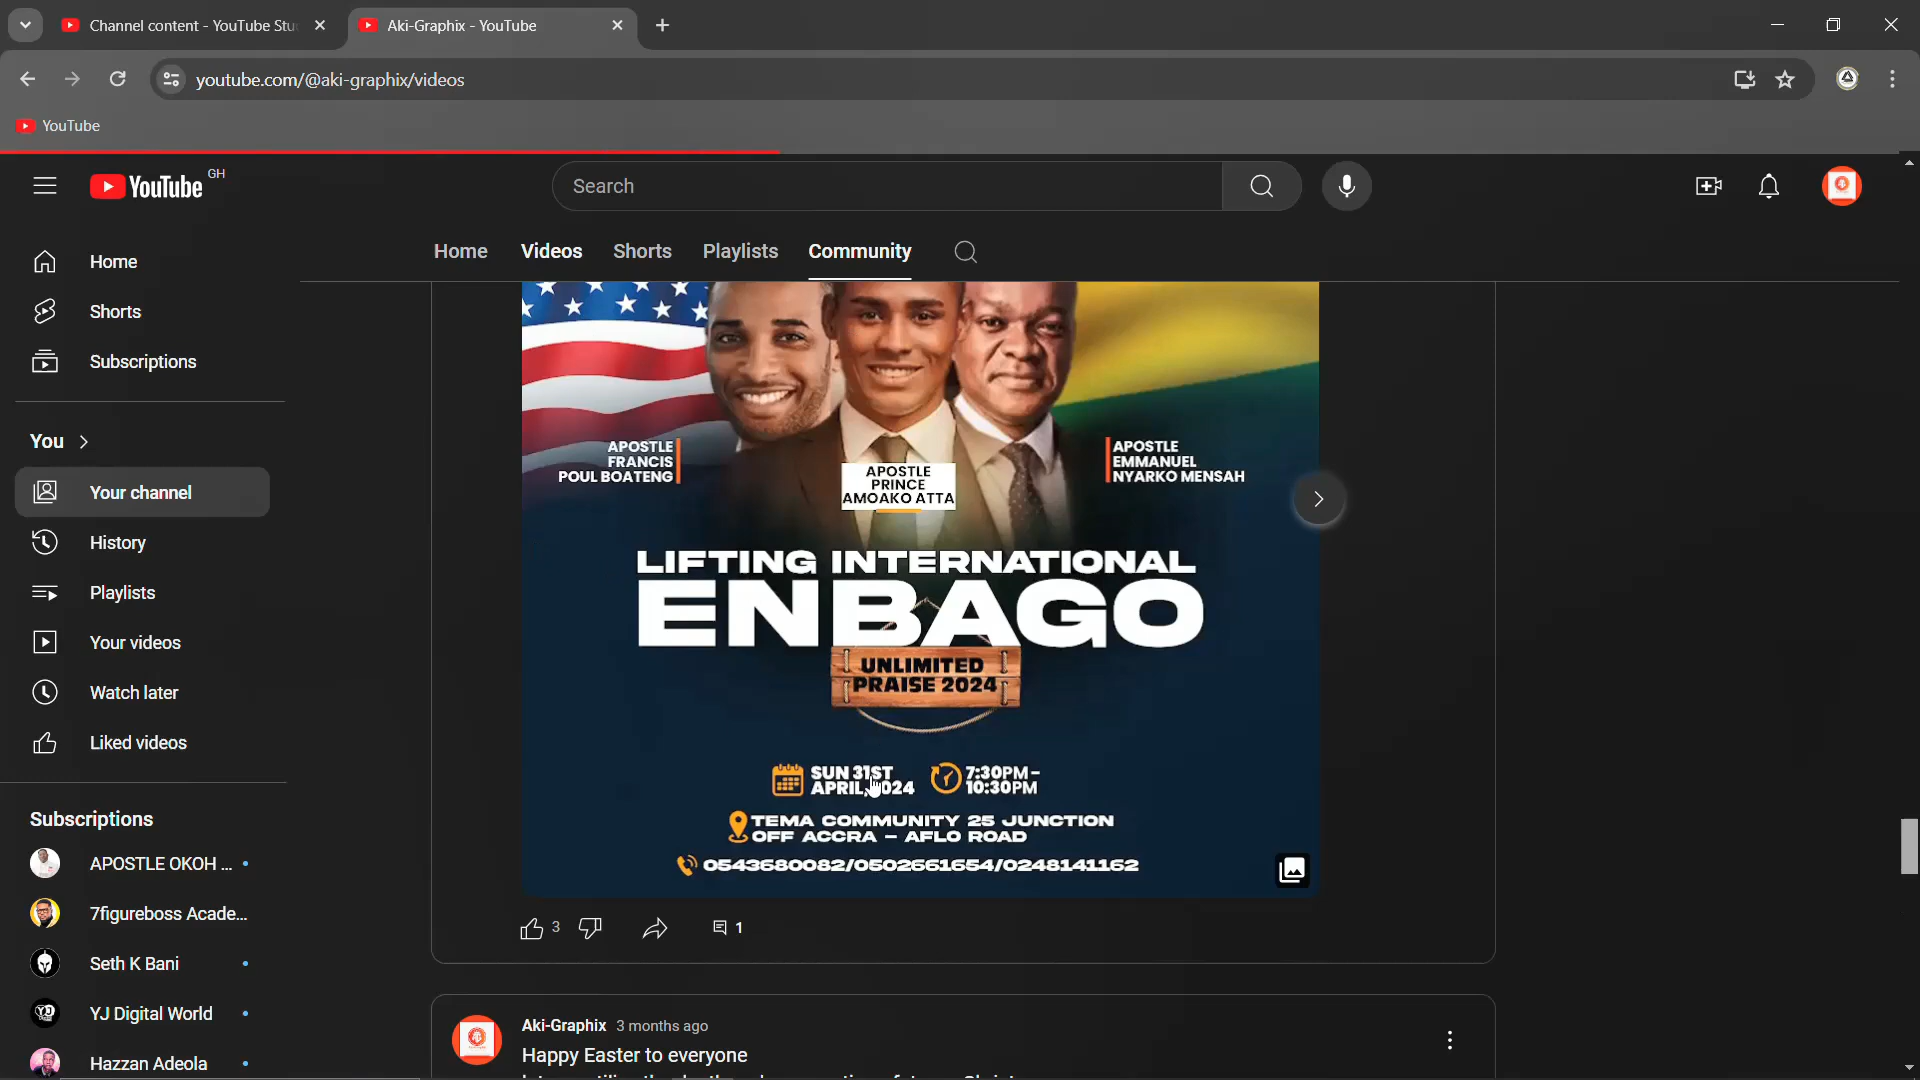 Channel content - YouTube Stu
Aki-Graphix - YouTube
youtube.com/@aki-graphix/videos
YouTube
YouTube GH
Search
Home Videos Shorts Playlists Community
Home
Shorts
Subscriptions
You
Your channel
History
Playlists
Your videos
Watch later
Liked videos
Subscriptions
APOSTLE OKOH ...
7figureboss Acade...
Seth K Bani
YJ Digital World
Hazzan Adeola
APOSTLE
FRANCIS
POUL BOATENG
APOSTLE
PRINCE
AMOAKO ATTA
APOSTLE
EMMANUEL
NYARKO MENSAH
LIFTING INTERNATIONAL
ENBAGO
UNLIMITED
PRAISE 2024
SUN 31ST
APRIL, 2024
7:30PM-
10:30PM
TEMA COMMUNITY 25 JUNCTION
OFF ACCRA - AFLO ROAD
0543680082/0502661654/0248141162
3
1
Aki-Graphix 3 months ago
Happy Easter to everyone